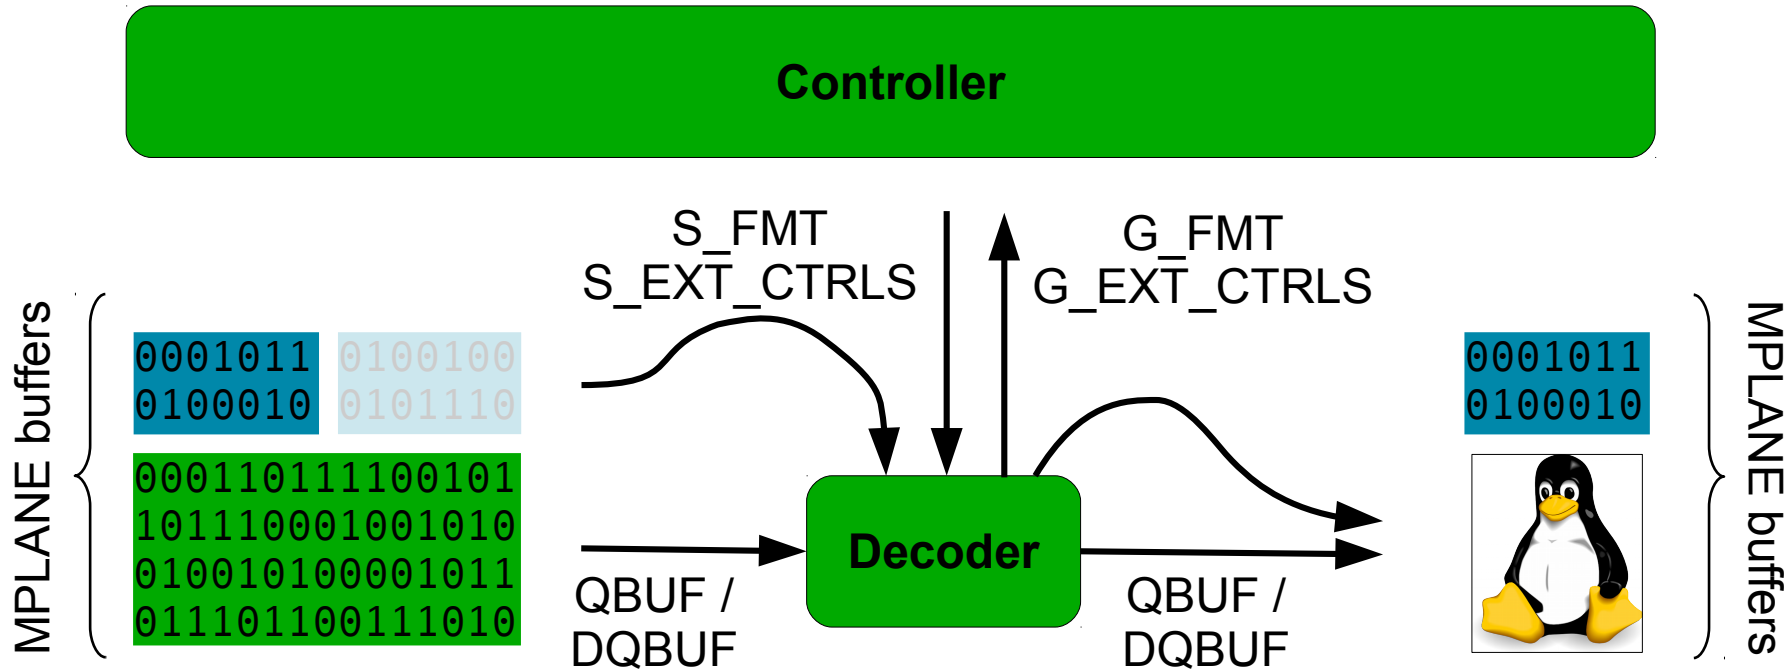 Controller
S_FMT
S_EXT_CTRLS
G_FMT
G_EXT_CTRLS
MPLANE buffers
0001011
0100010
0100100
0101110
000110111100101
101110001001010
010010100001011
011101100111010
QBUF /
DQBUF
Decoder
QBUF /
DQBUF
0001011
0100010
MPLANE buffers